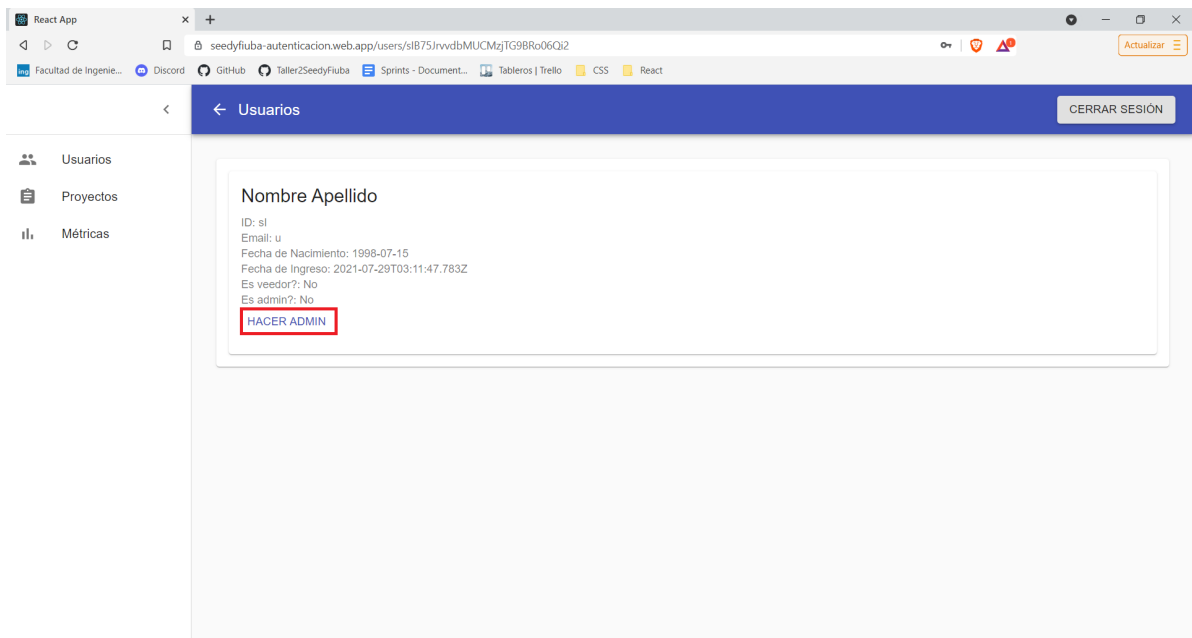 React App
seedyfiuba-autenticacion.web.app/users/slB75JrvvdbMUCMzjTG9BRo06Qi2
Actualizar
ing Facultad de Ingenie... Discord GitHub Taller2SeedyFiuba Sprints - Document... Tableros | Trello CSS React
Usuarios
CERRAR SESIÓN
Usuarios
Proyectos
Métricas
Nombre Apellido
ID: sl
Email: u
Fecha de Nacimiento: 1998-07-15
Fecha de Ingreso: 2021-07-29T03:11:47.783Z
Es veedor?: No
Es admin?: No
HACER ADMIN